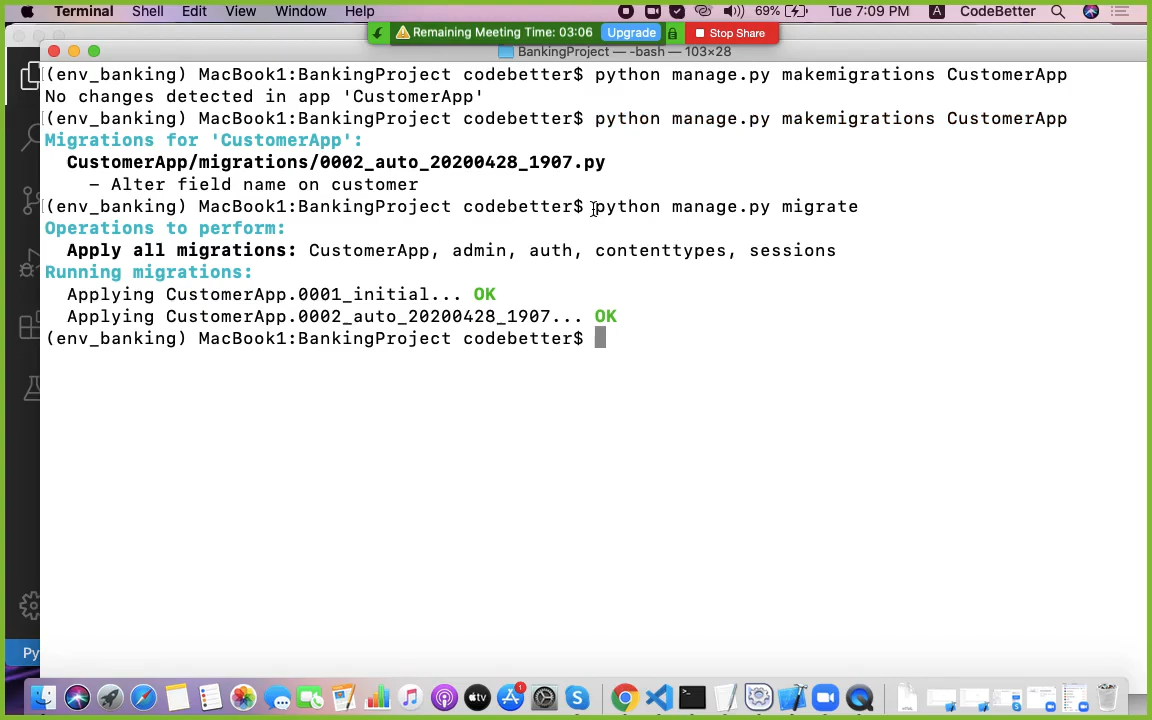 Terminal Shell Edit View Window Help 69% Tue 7:09 PM A CodeBetter
Remaining Meeting Time: 03:06 Upgrade Stop Share
BankingProject — -bash — 103×28
(env_banking) MacBook1:BankingProject codebetter$ python manage.py makemigrations CustomerApp
No changes detected in app 'CustomerApp'
(env_banking) MacBook1:BankingProject codebetter$ python manage.py makemigrations CustomerApp
Migrations for 'CustomerApp':
CustomerApp/migrations/0002_auto_20200428_1907.py
– Alter field name on customer
(env_banking) MacBook1:BankingProject codebetter$ python manage.py migrate
Operations to perform:
Apply all migrations: CustomerApp, admin, auth, contenttypes, sessions
Running migrations:
Applying CustomerApp.0001_initial... OK
Applying CustomerApp.0002_auto_20200428_1907... OK
(env_banking) MacBook1:BankingProject codebetter$
Py
tv
1